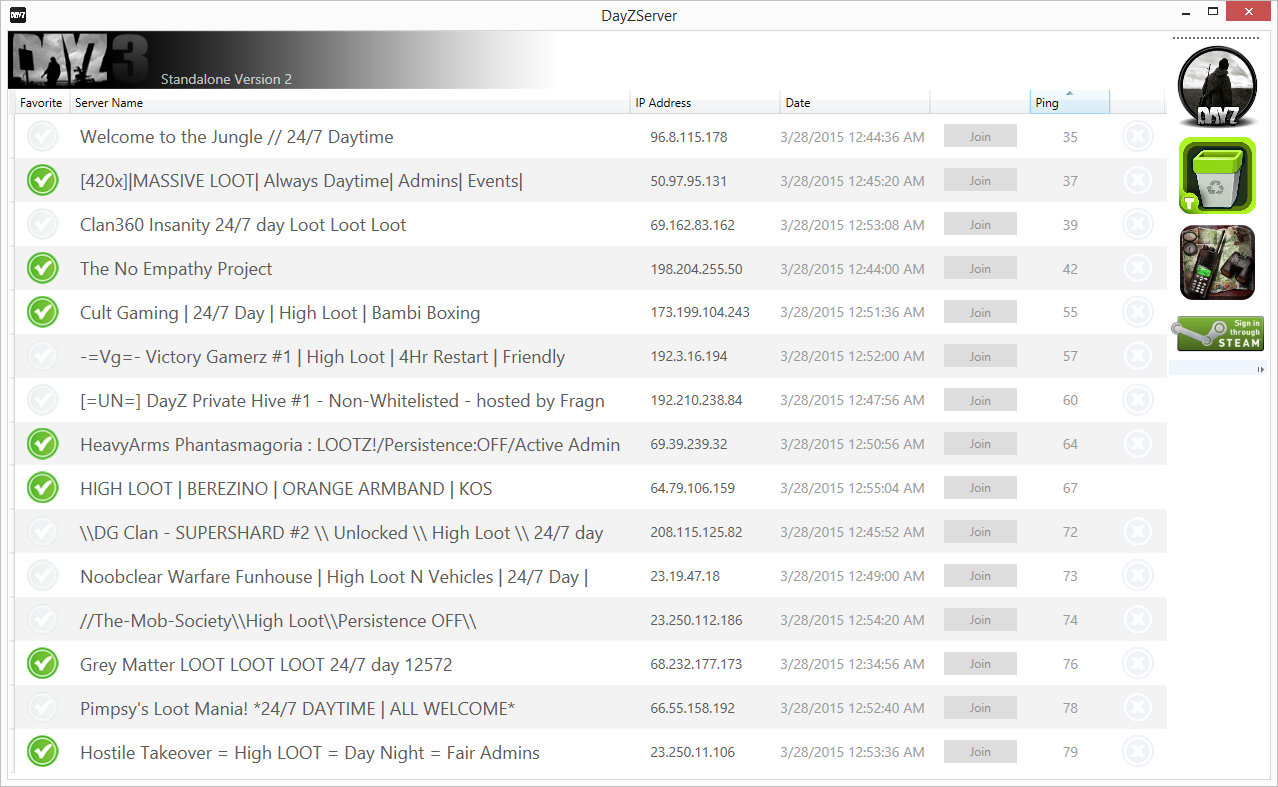 DAYZ
DayZServer
DAYZ 3
Standalone Version 2
Favorite Server Name IP Address Date Ping
Welcome to the Jungle // 24/7 Daytime 96.8.115.178 3/28/2015 12:44:36 AM Join 35
[420x]|MASSIVE LOOT| Always Daytime| Admins| Events| 50.97.95.131 3/28/2015 12:45:20 AM Join 37
Clan360 Insanity 24/7 day Loot Loot Loot 69.162.83.162 3/28/2015 12:53:08 AM Join 39
The No Empathy Project 198.204.255.50 3/28/2015 12:44:00 AM Join 42
Cult Gaming | 24/7 Day | High Loot | Bambi Boxing 173.199.104.243 3/28/2015 12:51:36 AM Join 55
-=Vg=- Victory Gamerz #1 | High Loot | 4Hr Restart | Friendly 192.3.16.194 3/28/2015 12:52:00 AM Join 57
[=UN=] DayZ Private Hive #1 - Non-Whitelisted - hosted by Fragn 192.210.238.84 3/28/2015 12:47:56 AM Join 60
HeavyArms Phantasmagoria : LOOTZ!/Persistence:OFF/Active Admin 69.39.239.32 3/28/2015 12:50:56 AM Join 64
HIGH LOOT | BEREZINO | ORANGE ARMBAND | KOS 64.79.106.159 3/28/2015 12:55:04 AM Join 67
\\DG Clan - SUPERSHARD #2 \\ Unlocked \\ High Loot \\ 24/7 day 208.115.125.82 3/28/2015 12:45:52 AM Join 72
Noobclear Warfare Funhouse | High Loot N Vehicles | 24/7 Day | 23.19.47.18 3/28/2015 12:49:00 AM Join 73
//The-Mob-Society\\High Loot\\Persistence OFF\\ 23.250.112.186 3/28/2015 12:54:20 AM Join 74
Grey Matter LOOT LOOT LOOT 24/7 day 12572 68.232.177.173 3/28/2015 12:34:56 AM Join 76
Pimpsy's Loot Mania! *24/7 DAYTIME | ALL WELCOME* 66.55.158.192 3/28/2015 12:52:40 AM Join 78
Hostile Takeover = High LOOT = Day Night = Fair Admins 23.250.11.106 3/28/2015 12:53:36 AM Join 79
DAYZ
T
Sign in
through
STEAM